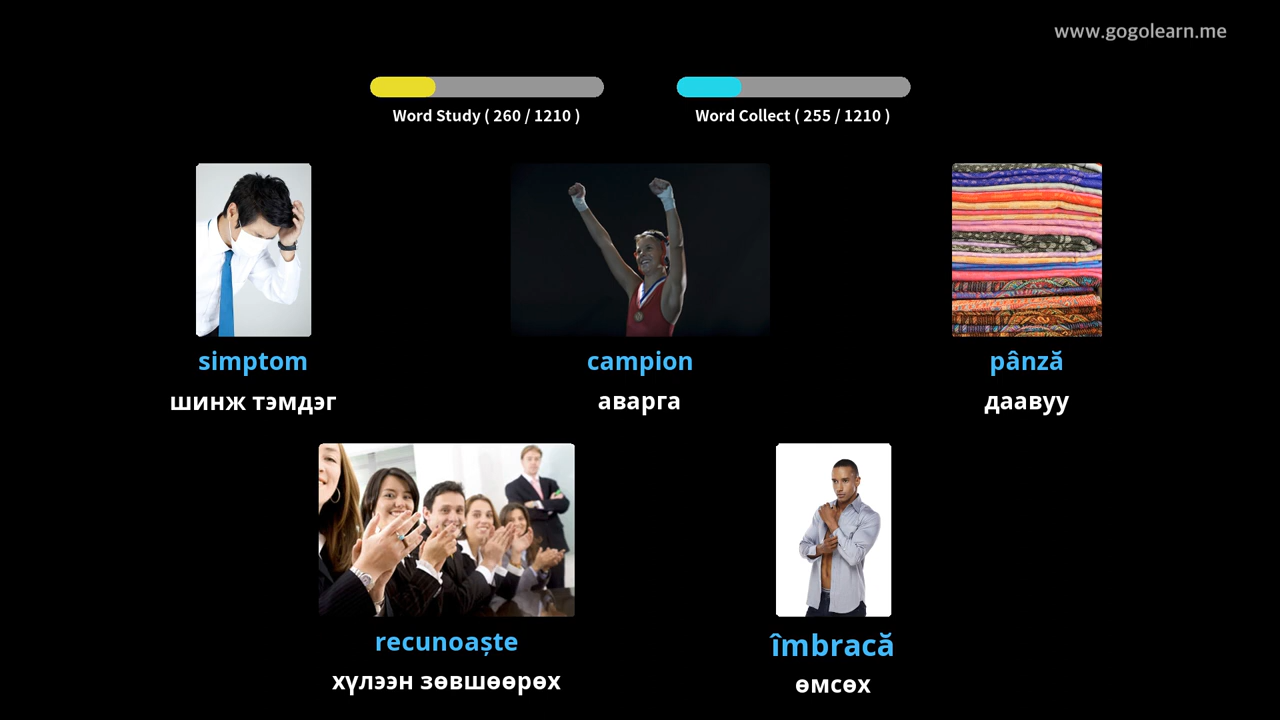 www.gogolearn.me
Word Study ( 260 / 1210 )
Word Collect ( 255 / 1210 )
simptom
шинж тэмдэг
campion
аварга
pânză
даавуу
recunoaște
хүлээн зөвшөөрөх
îmbracă
өмсөх